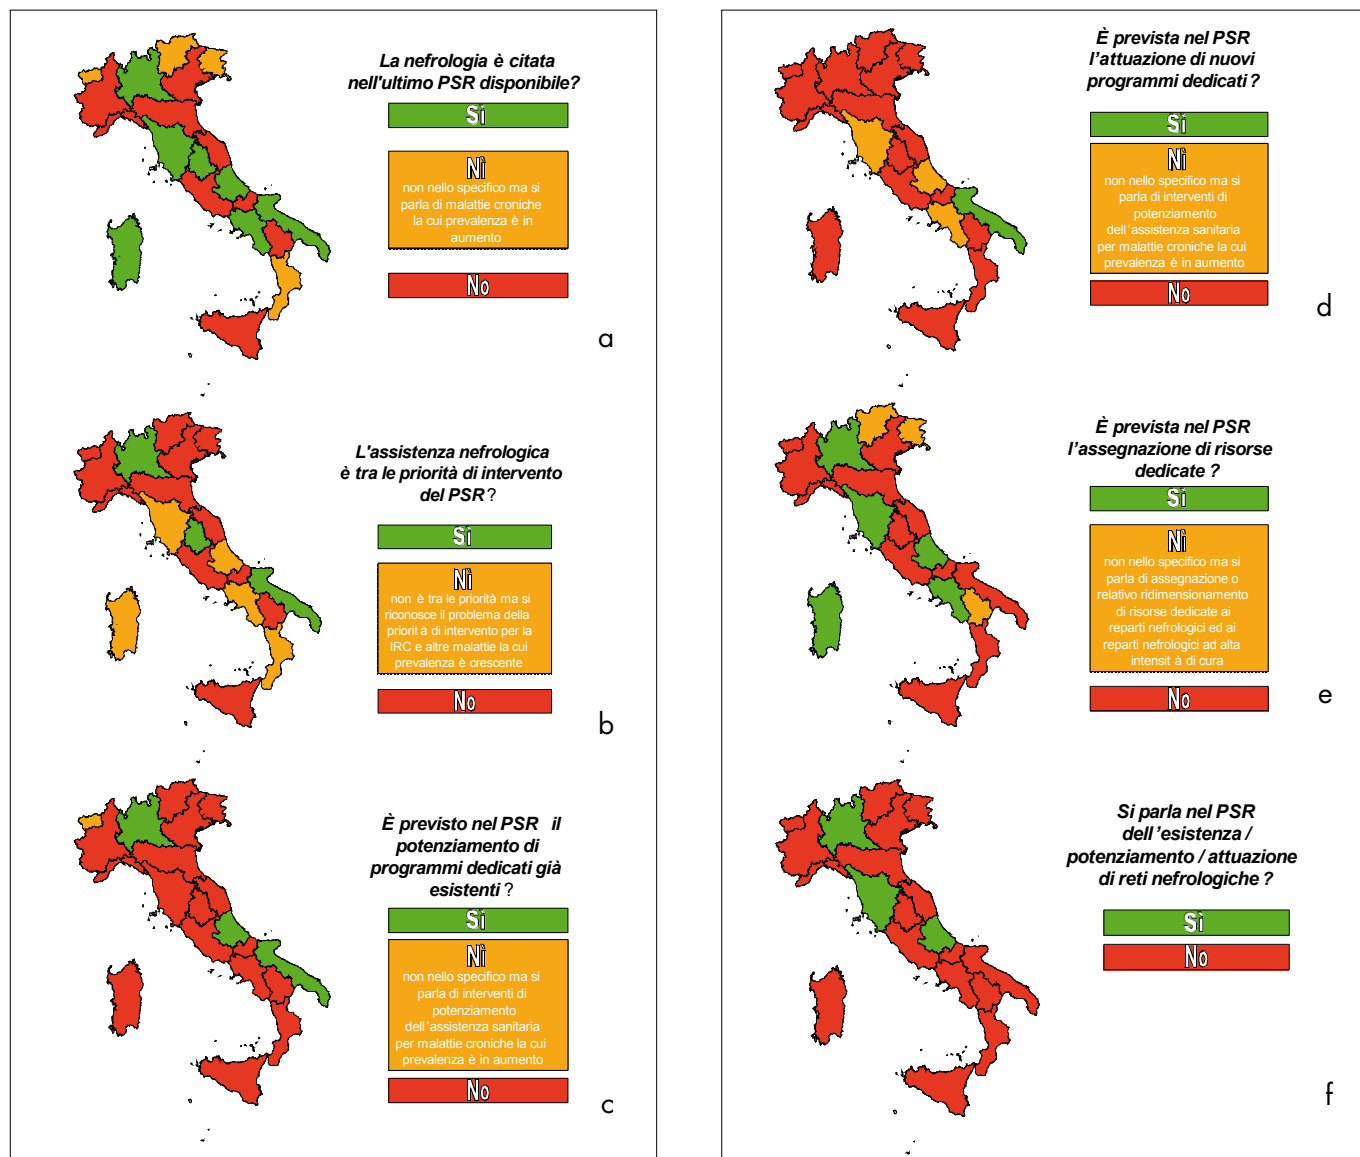 La nefrologia è citata
nell'ultimo PSR disponibile?
Sì
Nì
non nello specifico ma si
parla di malattie croniche
la cui prevalenza è in
aumento
No
a
L'assistenza nefrologica
è tra le priorità di intervento
del PSR?
Sì
Nì
non è tra le priorità ma si
riconosce il problema della
priorit à di intervento per la
IRC e altre malattie la cui
prevalenza è crescente
No
b
È previsto nel PSR il
potenziamento di
programmi dedicati già
esistenti?
Sì
Nì
non nello specifico ma si
parla di interventi di
potenziamento
dell'assistenza sanitaria
per malattie croniche la cui
prevalenza è in aumento
No
c
È prevista nel PSR
l'attuazione di nuovi
programmi dedicati?
Sì
Nì
non nello specifico ma si
parla di interventi di
potenziamento
dell'assistenza sanitaria
per malattie croniche la cui
prevalenza è in aumento
No
d
È prevista nel PSR
l'assegnazione di risorse
dedicate?
Sì
Nì
non nello specifico ma si
parla di assegnazione o
relativo ridimensionamento
di risorse dedicate ai
reparti nefrologici ed ai
reparti nefrologici ad alta
intensit à di cura
No
e
Si parla nel PSR
dell'esistenza /
potenziamento / attuazione
di reti nefrologiche?
Sì
No
f